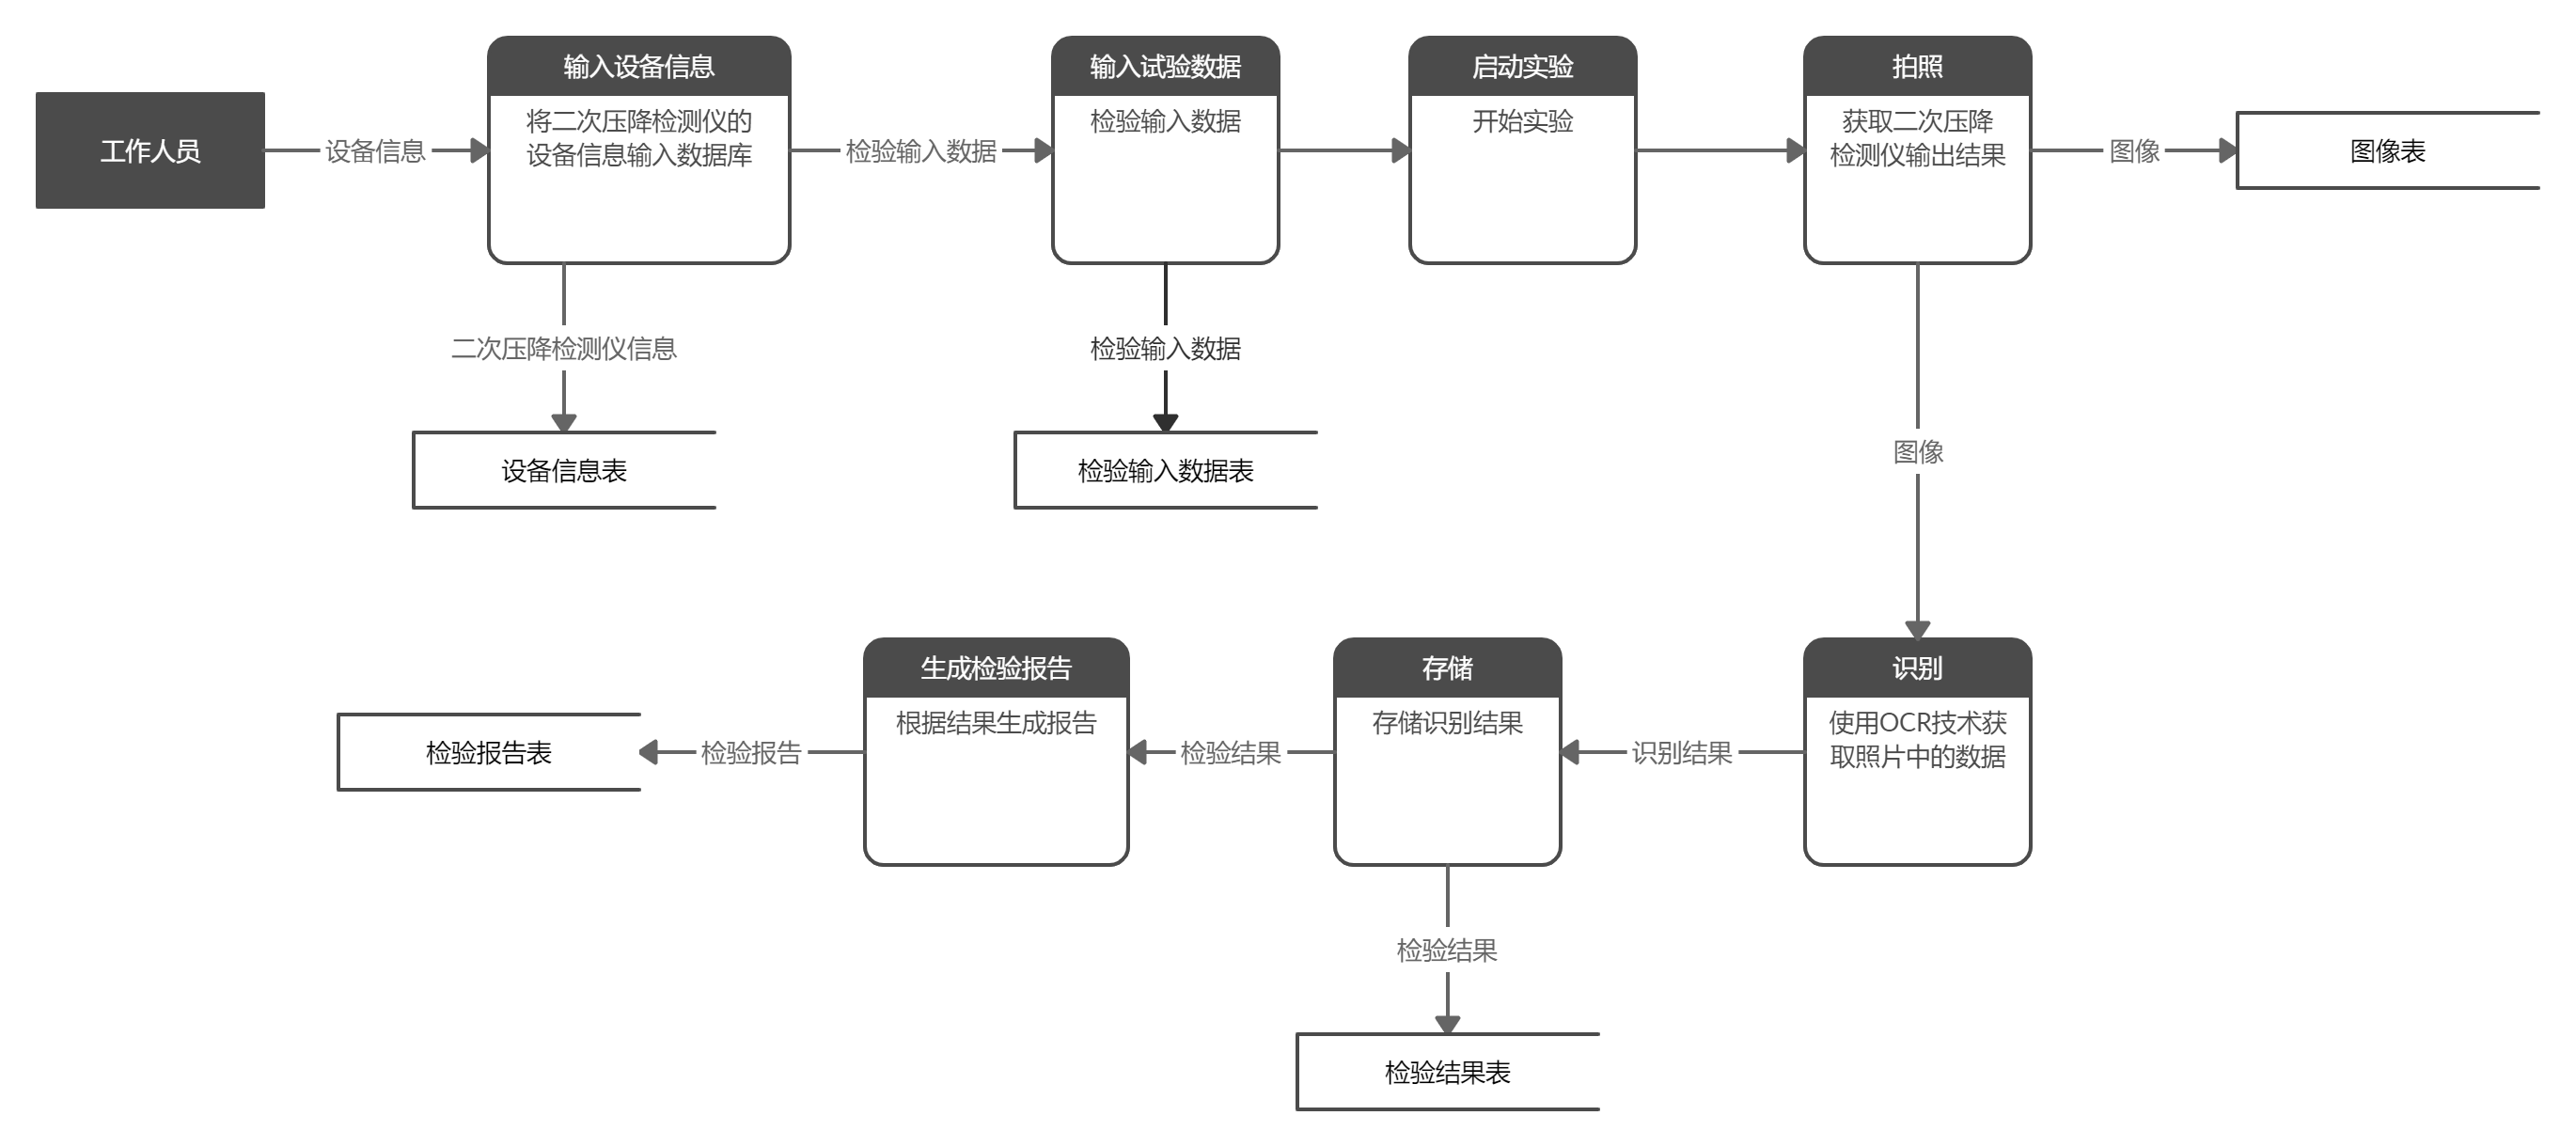 工作人员
设备信息
输入设备信息
将二次压降检测仪的
设备信息输入数据库
检验输入数据
输入试验数据
检验输入数据
启动实验
开始实验
拍照
获取二次压降
检测仪输出结果
图像
图像表
二次压降检测仪信息
设备信息表
检验输入数据
检验输入数据表
图像
识别
使用OCR技术获
取照片中的数据
识别结果
存储
存储识别结果
检验结果
生成检验报告
根据结果生成报告
检验报告
检验报告表
检验结果
检验结果表